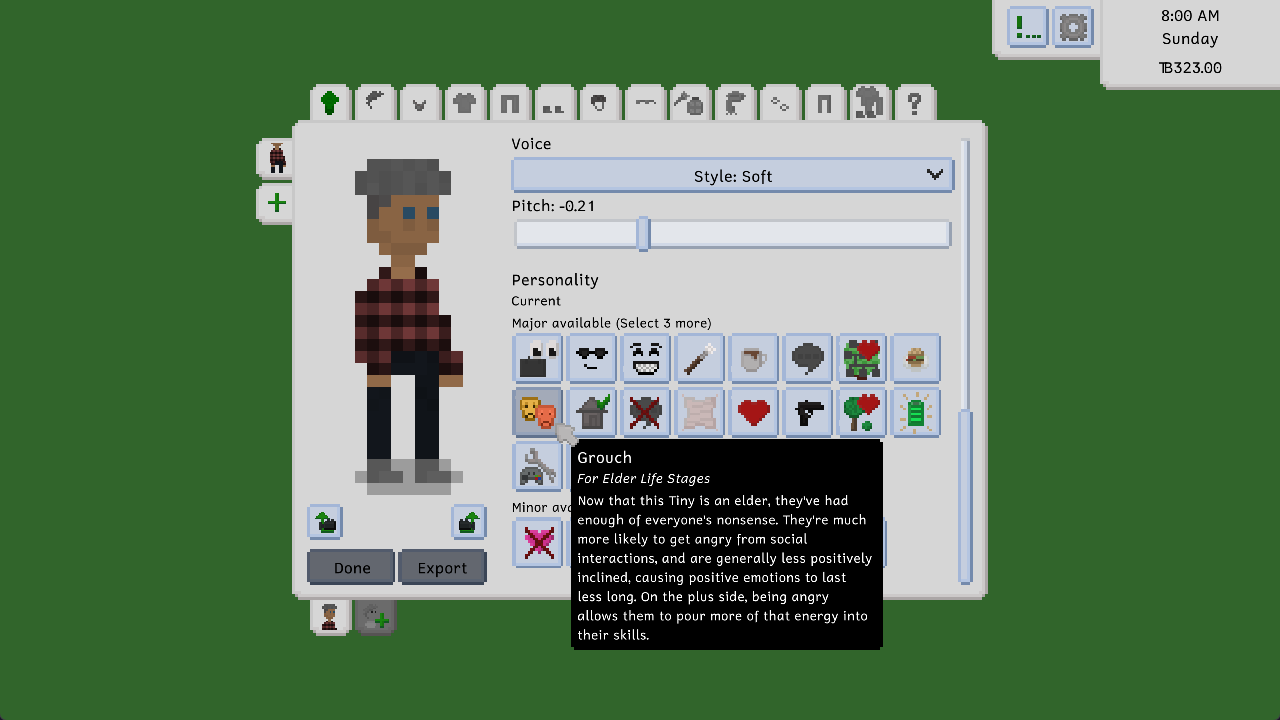 8:00 AM
Sunday
ТB323.00
Voice
Style: Soft
Pitch: -0.21
Personality
Current
Major available (Select 3 more)
Grouch
For Elder Life Stages
Now that this Tiny is an elder, they've had
enough of everyone's nonsense. They're much
more likely to get angry from social
interactions, and are generally less positively
inclined, causing positive emotions to last
less long. On the plus side, being angry
allows them to pour more of that energy into
their skills.
Minor
Done
Export